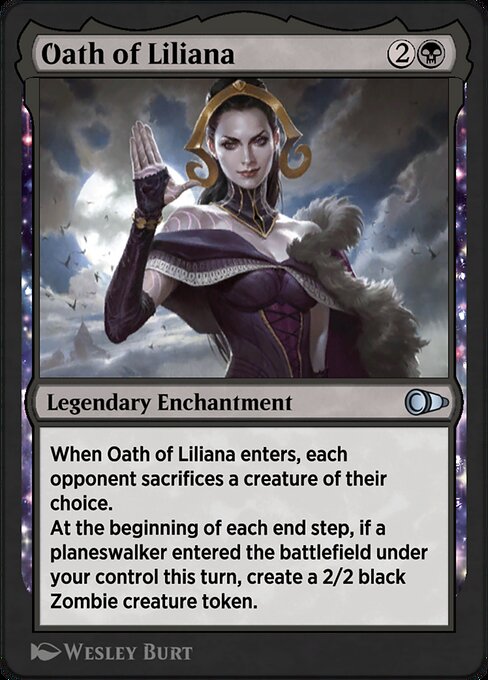 Oath of Liliana 2
Legendary Enchantment
When Oath of Liliana enters, each
opponent sacrifices a creature of their
choice.
At the beginning of each end step, if a
planeswalker entered the battlefield under
your control this turn, create a 2/2 black
Zombie creature token.
Wesley Burt